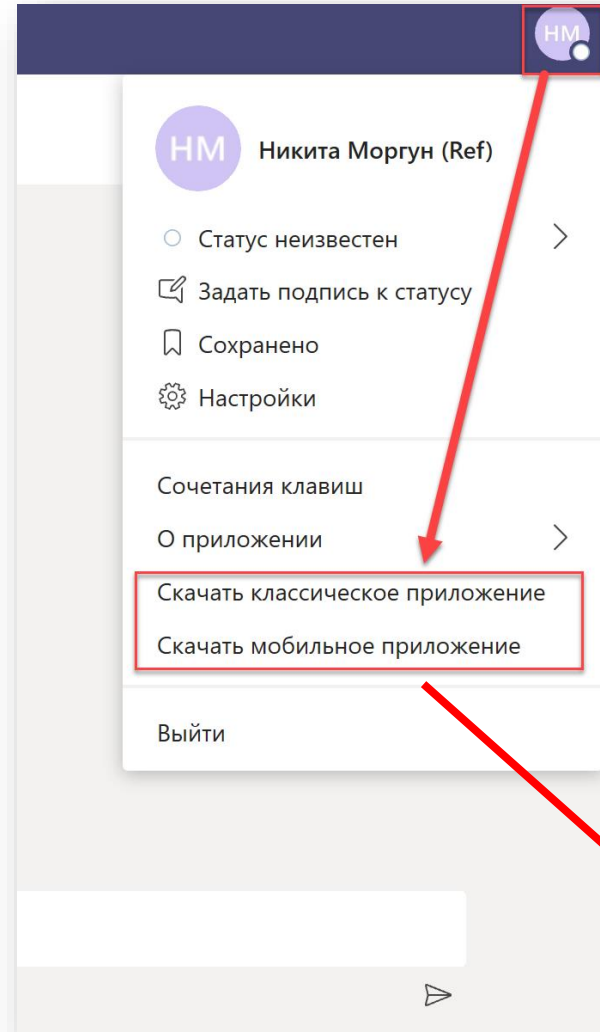 НМ
НМ
Никита Моргун (Ref)
Статус неизвестен
Задать подпись к статусу
Сохранено
Настройки
Сочетания клавиш
О приложении
Скачать классическое приложение
Скачать мобильное приложение
Выйти